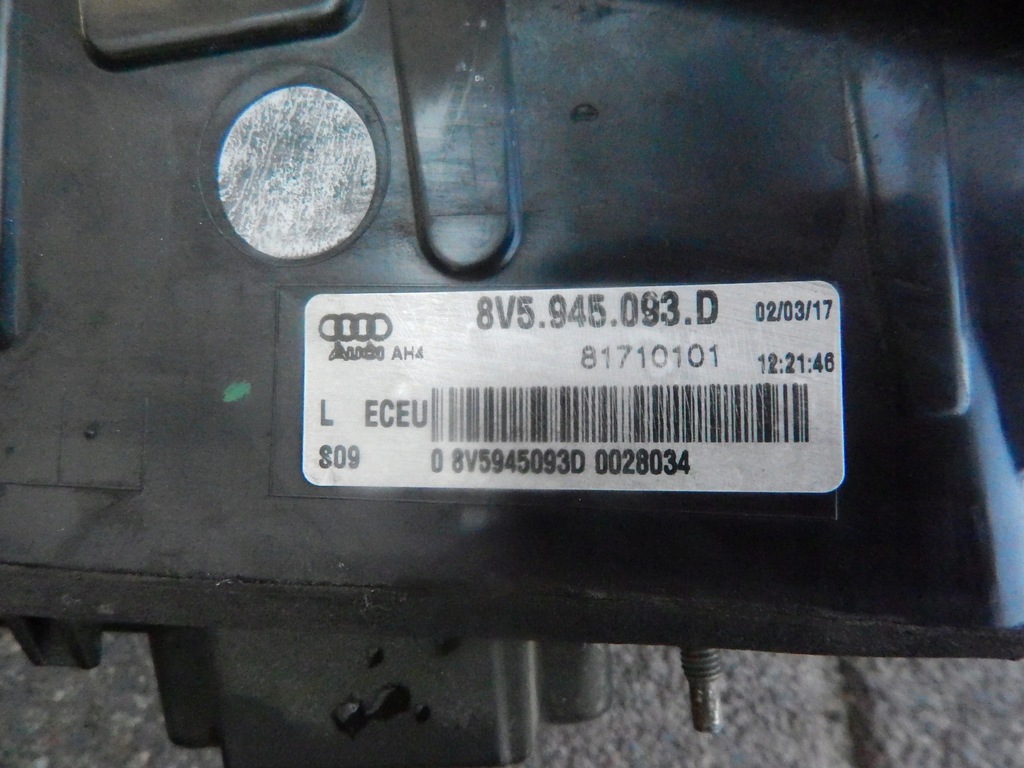 8V5.945.093.D 02/03/17
Audi AH4 81710101 12:21:46
L ECEU
S09 0 8V5945093D 0028034